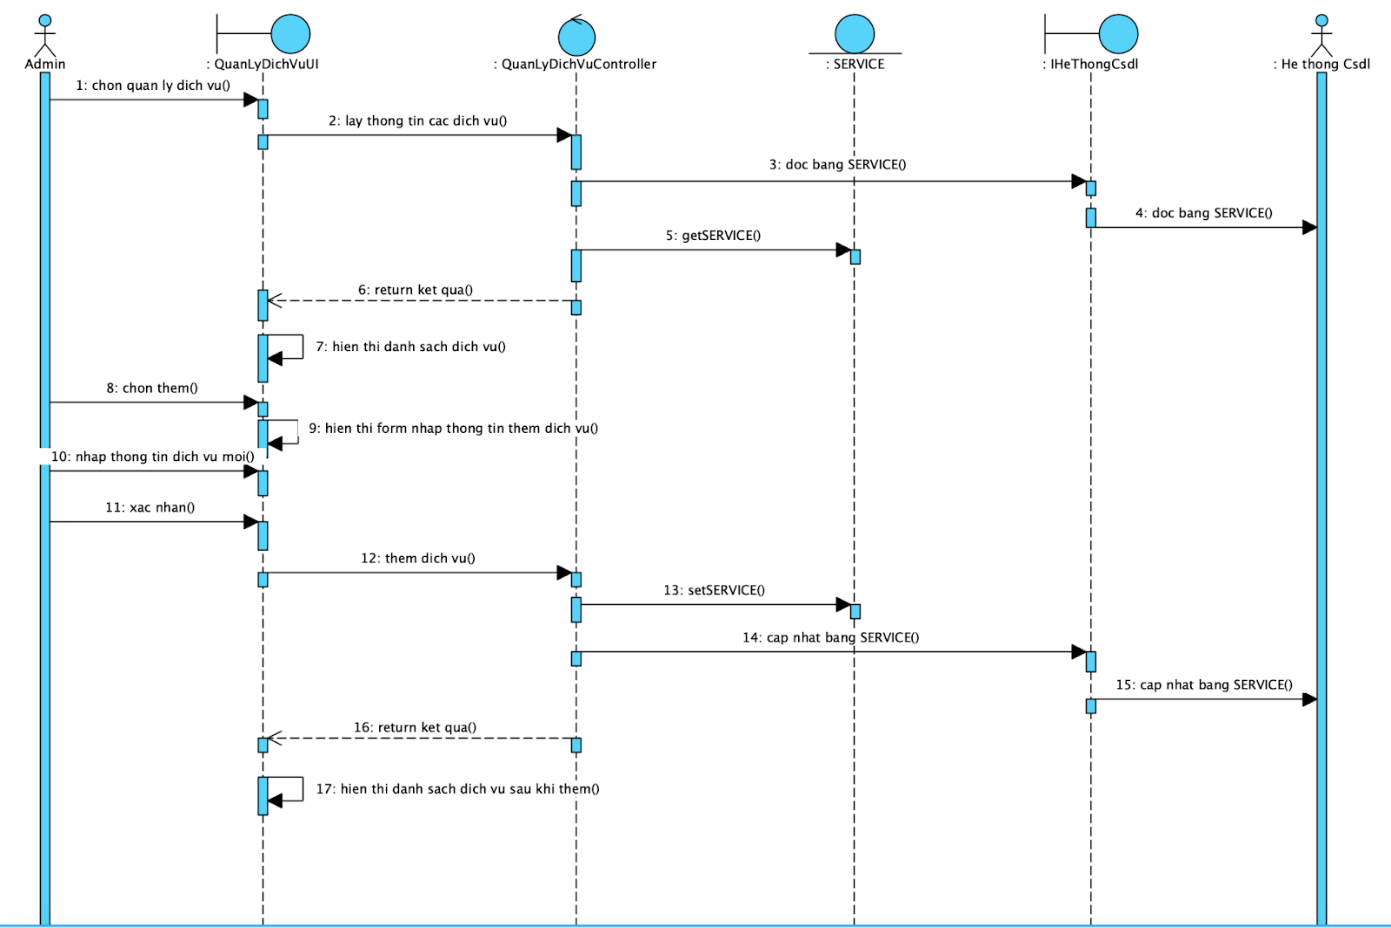 Admin
: QuanLyDichVuUI
: QuanLyDichVuController
: SERVICE
: IHeThongCsdl
: He thong Csdl
1: chon quan ly dich vu()
2: lay thong tin cac dich vu()
3: doc bang SERVICE()
4: doc bang SERVICE()
5: getSERVICE()
6: return ket qua()
7: hien thi danh sach dich vu()
8: chon them()
9: hien thi form nhap thong tin them dich vu()
10: nhap thong tin dich vu moi()
11: xac nhan()
12: them dich vu()
13: setSERVICE()
14: cap nhat bang SERVICE()
15: cap nhat bang SERVICE()
16: return ket qua()
17: hien thi danh sach dich vu sau khi them()